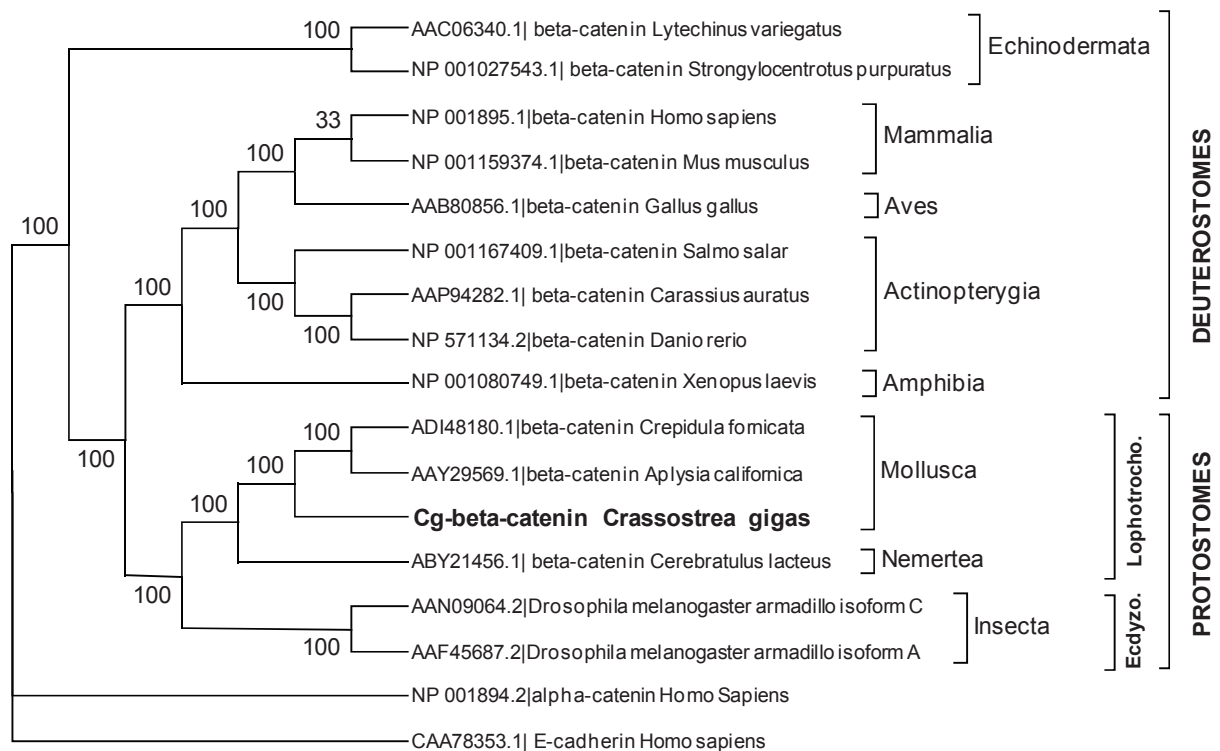 100
AAC06340.1| beta-catenin Lytechinus variegatus
NP 001027543.1| beta-catenin Strongylocentrotus purpuratus
Echinodermata
33
NP 001895.1|beta-catenin Homo sapiens
NP 001159374.1|beta-catenin Mus musculus
Mammalia
100
AAB80856.1|beta-catenin Gallus gallus
Aves
100
NP 001167409.1|beta-catenin Salmo salar
100
AAP94282.1| beta-catenin Carassius auratus
NP 571134.2|beta-catenin Danio rerio
100
Actinopterygia
100
100
NP 001080749.1|beta-catenin Xenopus laevis
Amphibia
DEUTEROSTOMES
100
ADI48180.1|beta-catenin Crepidula fornicata
AAY29569.1|beta-catenin Aplysia californica
100
Cg-beta-catenin Crassostrea gigas
Mollusca
100
100
ABY21456.1| beta-catenin Cerebratulus lacteus
Nemertea
Lophotrocho.
100
AAN09064.2|Drosophila melanogaster armadillo isoform C
AAF45687.2|Drosophila melanogaster armadillo isoform A
100
Insecta
Ecdyzo.
PROTOSTOMES
NP 001894.2|alpha-catenin Homo Sapiens
CAA78353.1| E-cadherin Homo sapiens